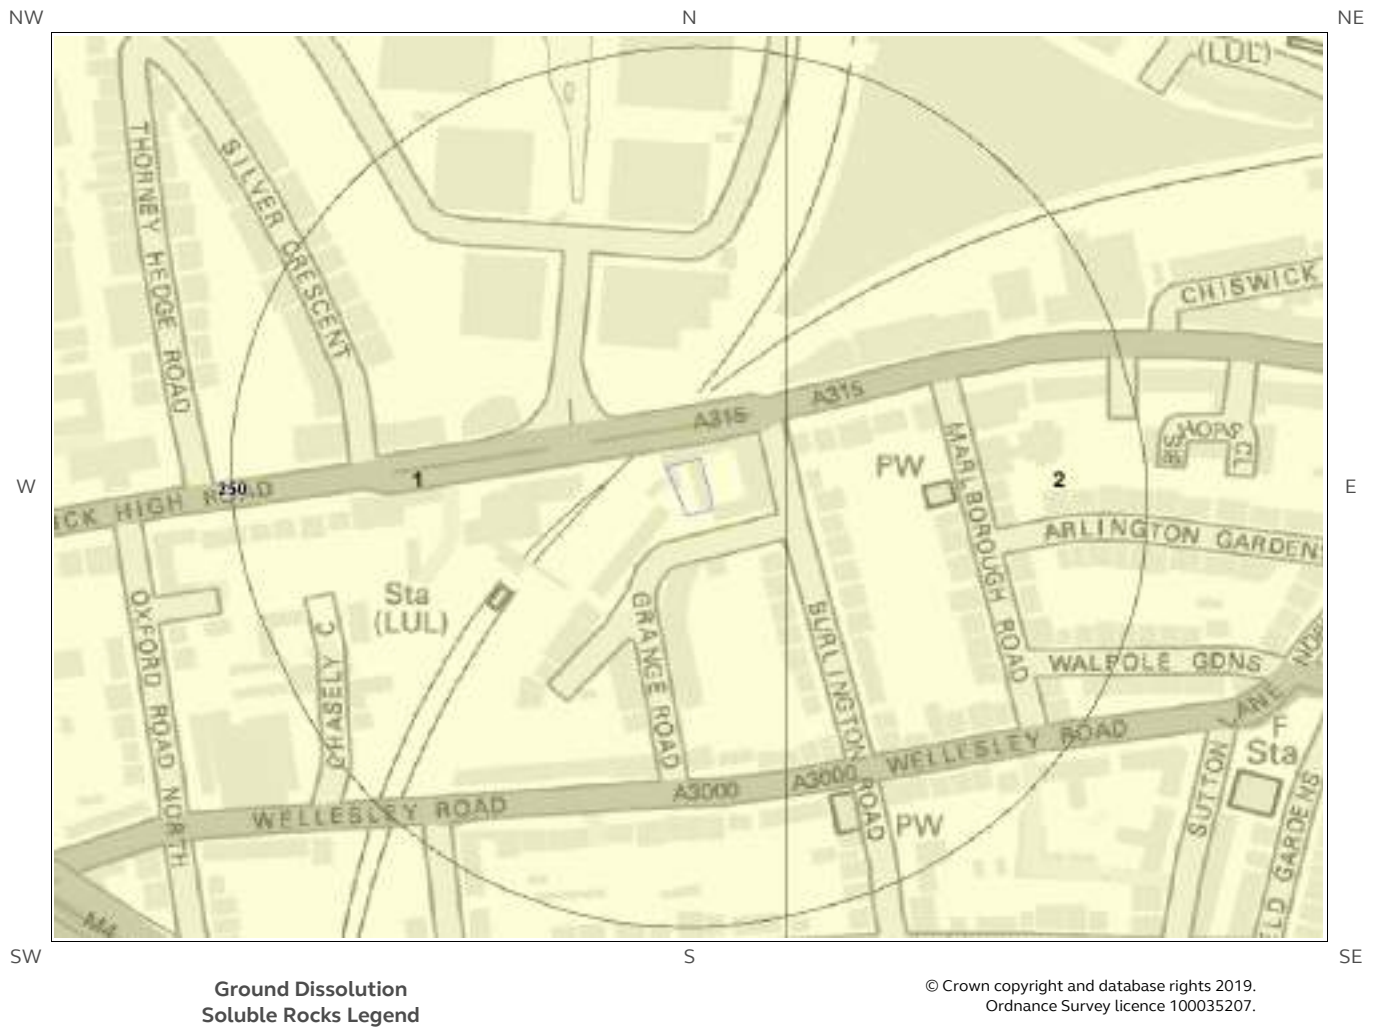 NW
N
NE
(LUL)
THORNEY HEDGE ROAD
SILVER CRESCENT
CHISWICK
A315
A315
MARLBOROUGH ROAD
PW
1
2
W
E
250
ICK HIGH ROAD
ARLINGTON GARDENS
Sta
(LUL)
OXFORD ROAD NORTH
CHASELY C
GRANGE ROAD
BURLINGTON ROAD
WALPOLE GDNS
LANE
WELLESLEY ROAD
F
Sta
A3000
A3000
WELLESLEY ROAD
PW
SUTTON
ELD GARDENS
M4
SW
S
SE
Ground Dissolution
Soluble Rocks Legend
© Crown copyright and database rights 2019.
Ordnance Survey licence 100035207.